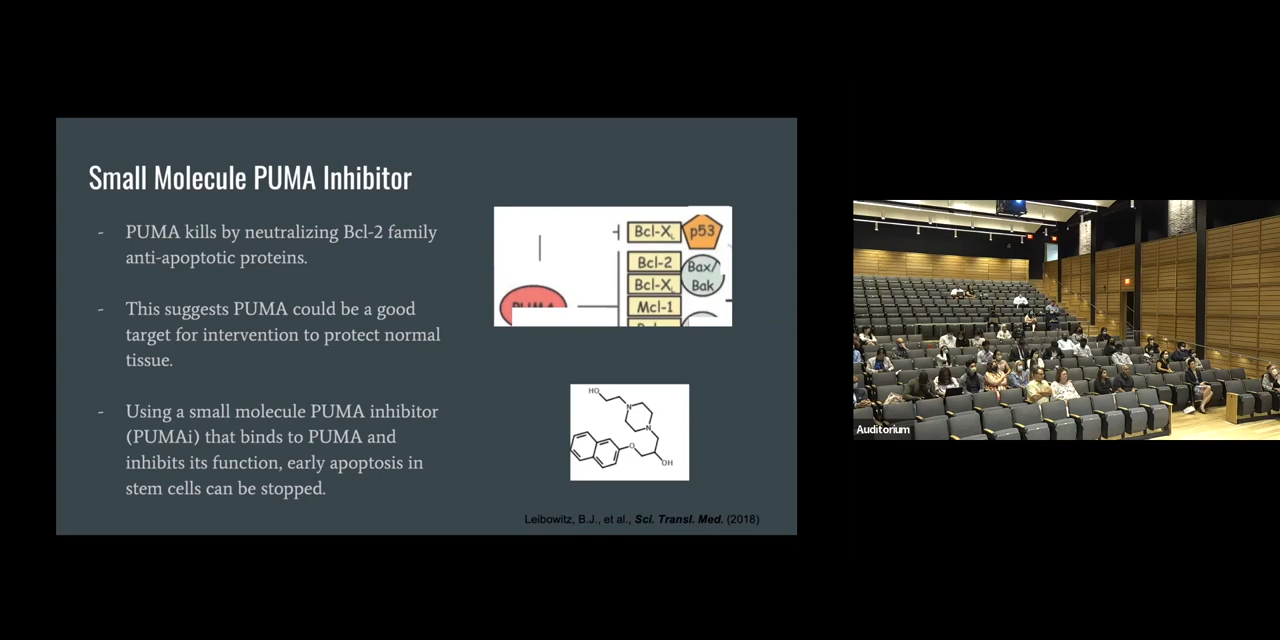 Small Molecule PUMA Inhibitor
- PUMA kills by neutralizing Bcl-2 family
anti-apoptotic proteins.
- This suggests PUMA could be a good
target for intervention to protect normal
tissue.
- Using a small molecule PUMA inhibitor
(PUMAi) that binds to PUMA and
inhibits its function, early apoptosis in
stem cells can be stopped.
Bcl-XL p53
Bcl-2
Bax/
Bak
Bcl-XL
Mcl-1
HO
N
N
O
OH
Leibowitz, B.J., et al., Sci. Transl. Med. (2018)
Auditorium